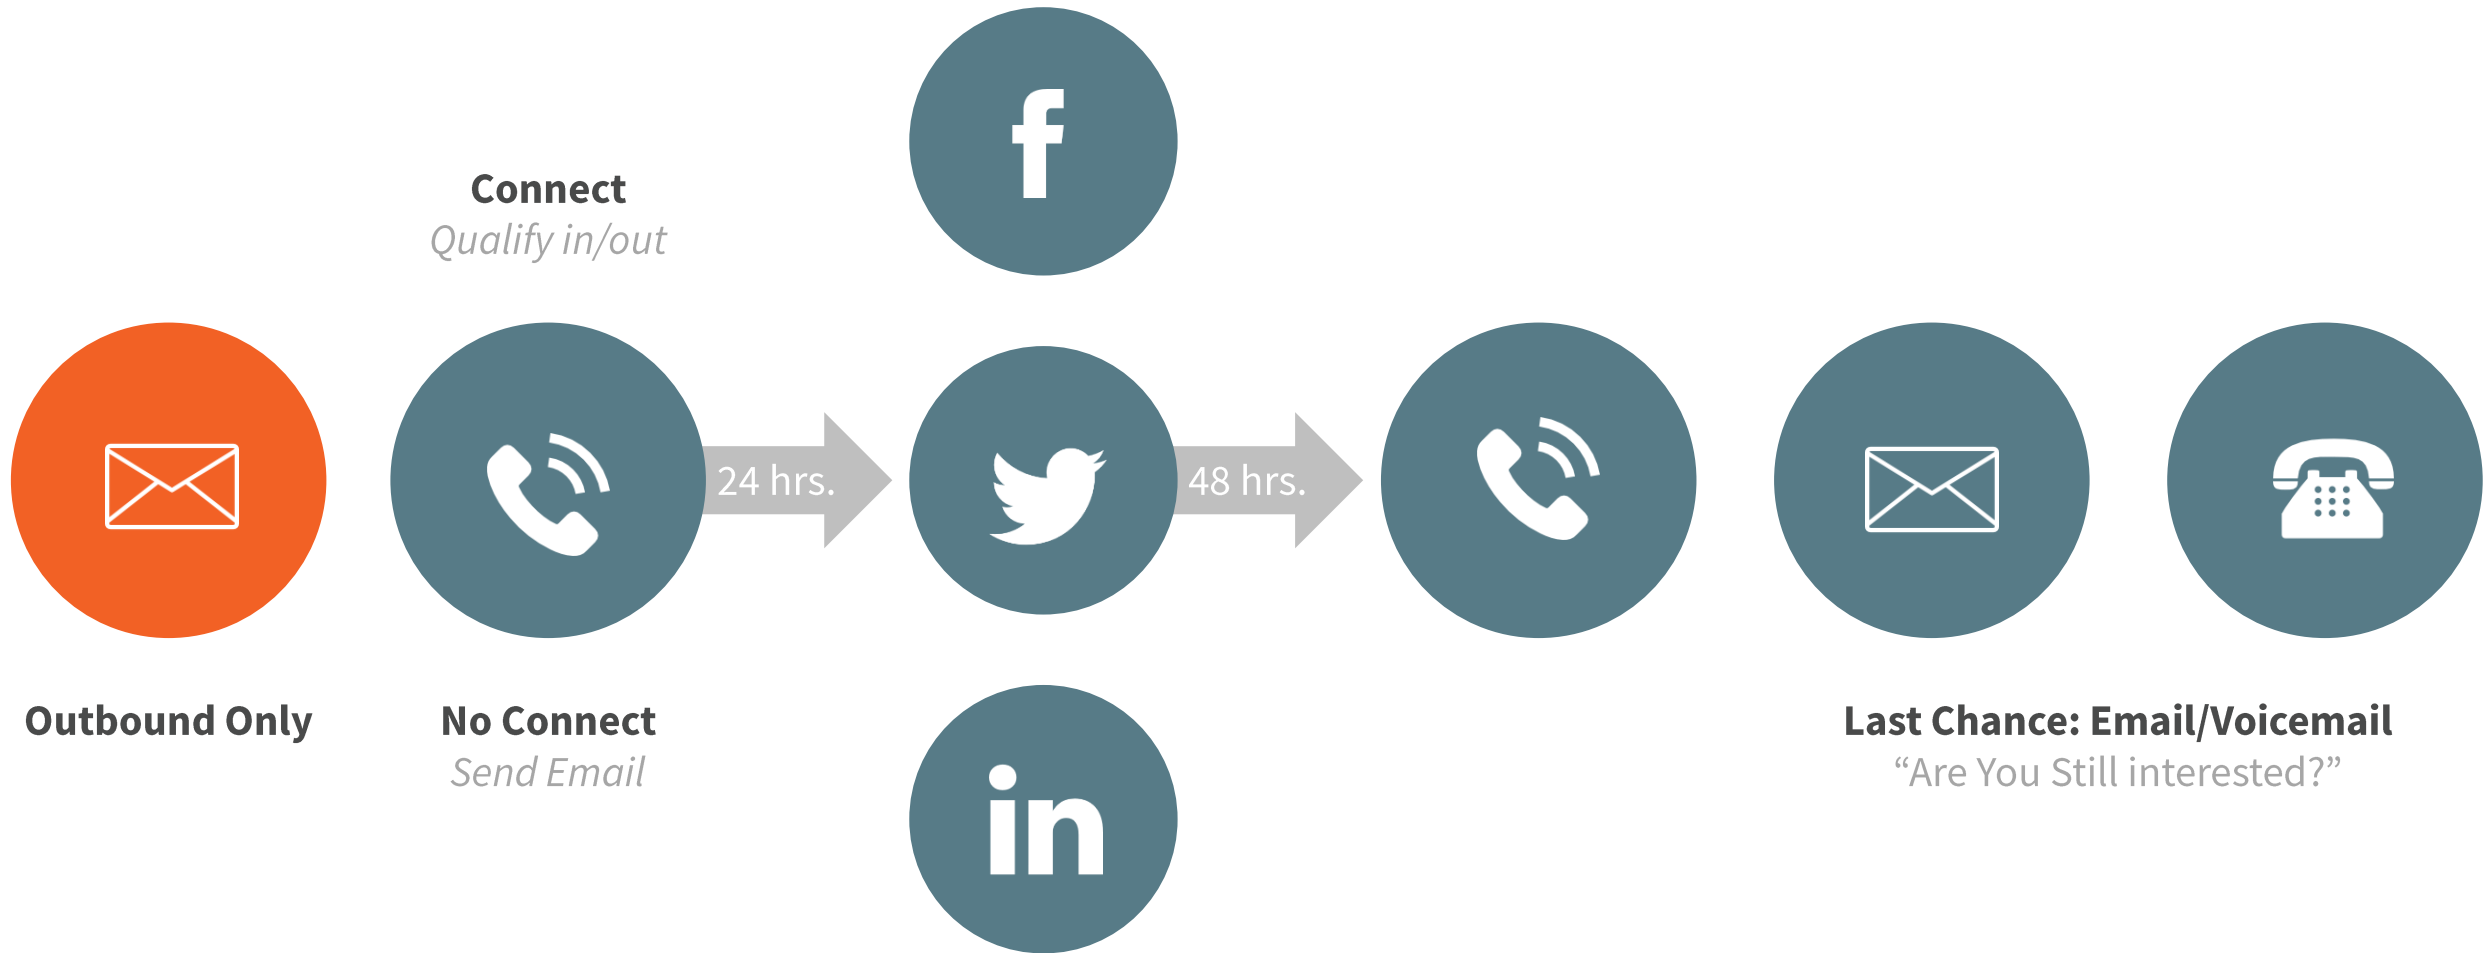 Connect
Qualify in/out
24 hrs.
48 hrs.
Outbound Only
No Connect
Send Email
Last Chance: Email/Voicemail
“Are You Still interested?”
f
in